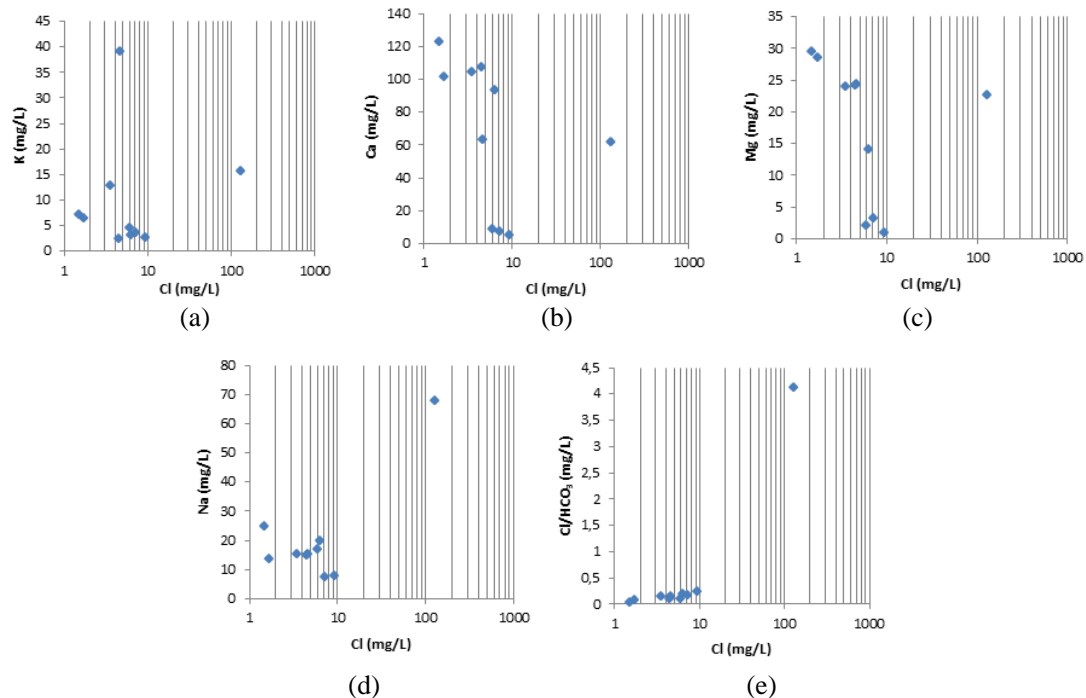 45
40
35
30
25
20
15
10
5
0
K (mg/L)
1 10 100 1000
Cl (mg/L)
(a)
140
120
100
80
60
40
20
0
Ca (mg/L)
1 10 100 1000
Cl (mg/L)
(b)
35
30
25
20
15
10
5
0
Mg (mg/L)
1 10 100 1000
Cl (mg/L)
(c)
80
70
60
50
40
30
20
10
0
Na (mg/L)
1 10 100 1000
Cl (mg/L)
(d)
4,5
4
3,5
3
2,5
2
1,5
1
0,5
0
Cl/HCO₃ (mg/L)
1 10 100 1000
Cl (mg/L)
(e)